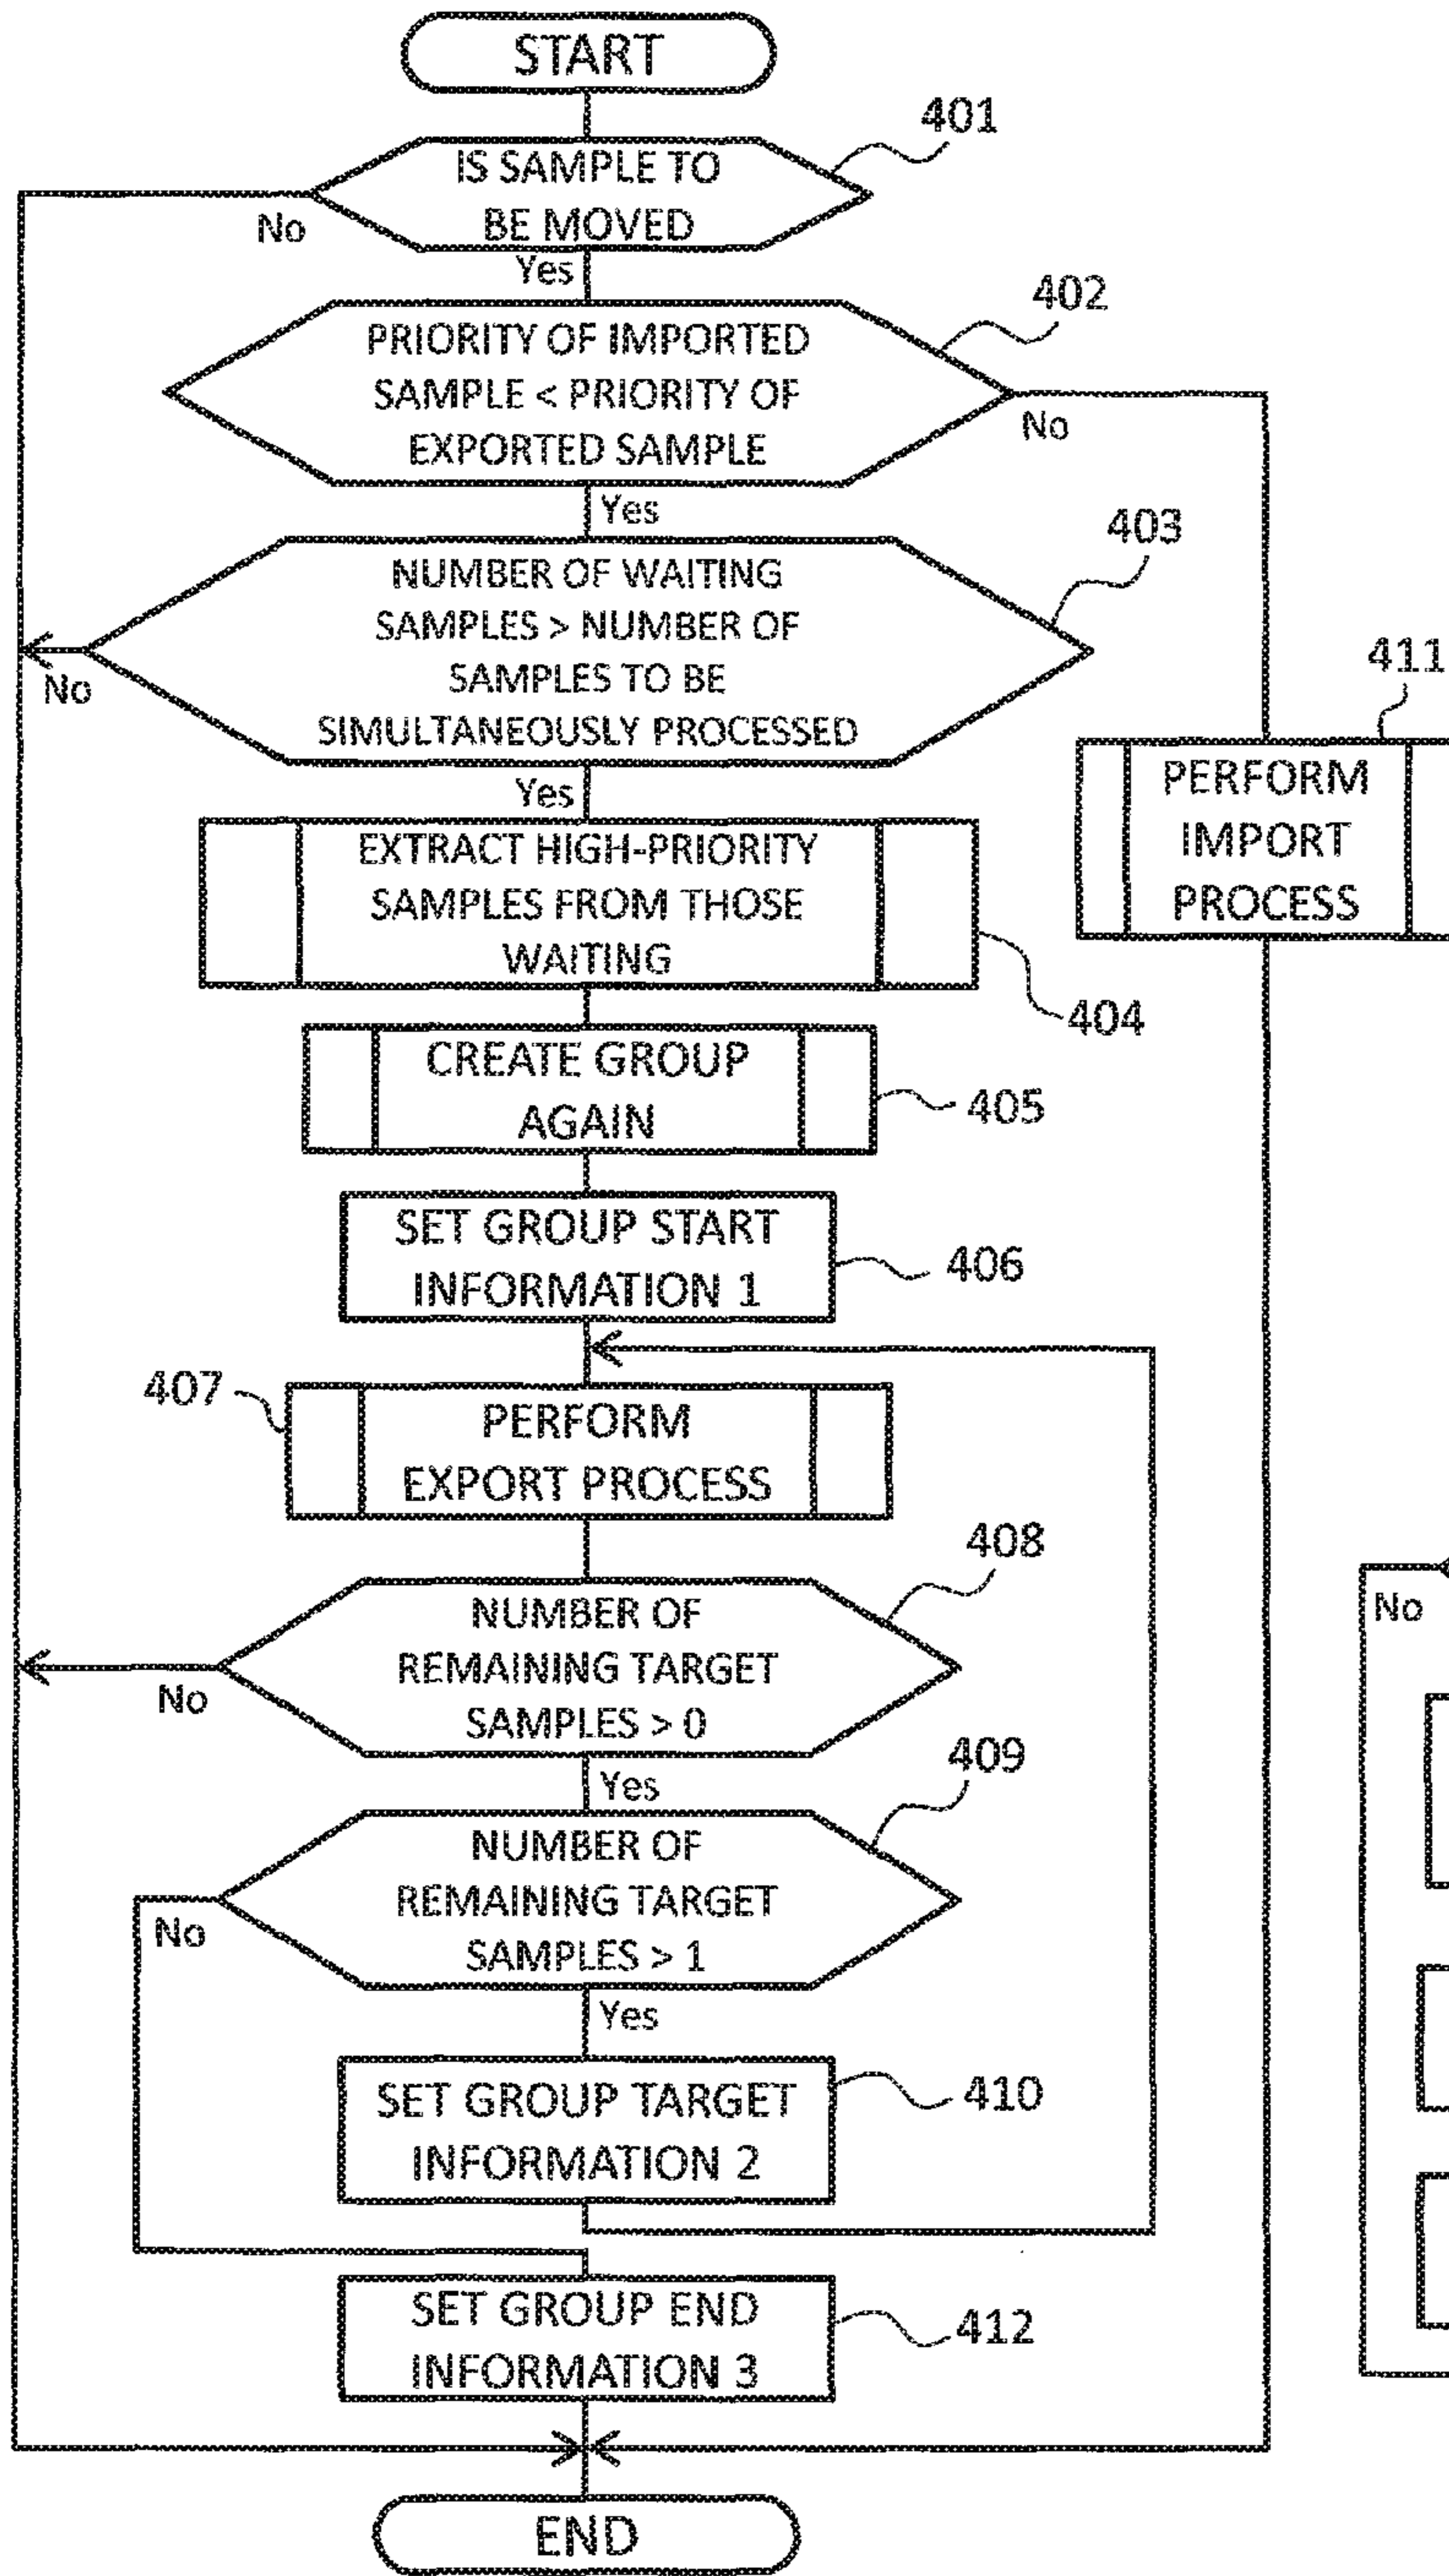 START
401
IS SAMPLE TO
BE MOVED
No
Yes
402
PRIORITY OF IMPORTED
SAMPLE < PRIORITY OF
EXPORTED SAMPLE
No
Yes
403
NUMBER OF WAITING
SAMPLES > NUMBER OF
SAMPLES TO BE
SIMULTANEOUSLY PROCESSED
No
Yes
411
PERFORM
IMPORT
PROCESS
EXTRACT HIGH-PRIORITY
SAMPLES FROM THOSE
WAITING
404
CREATE GROUP
AGAIN
405
SET GROUP START
INFORMATION 1
406
407
PERFORM
EXPORT PROCESS
408
NUMBER OF
REMAINING TARGET
SAMPLES > 0
No
Yes
No
409
NUMBER OF
REMAINING TARGET
SAMPLES > 1
No
Yes
SET GROUP TARGET
INFORMATION 2
410
SET GROUP END
INFORMATION 3
412
END